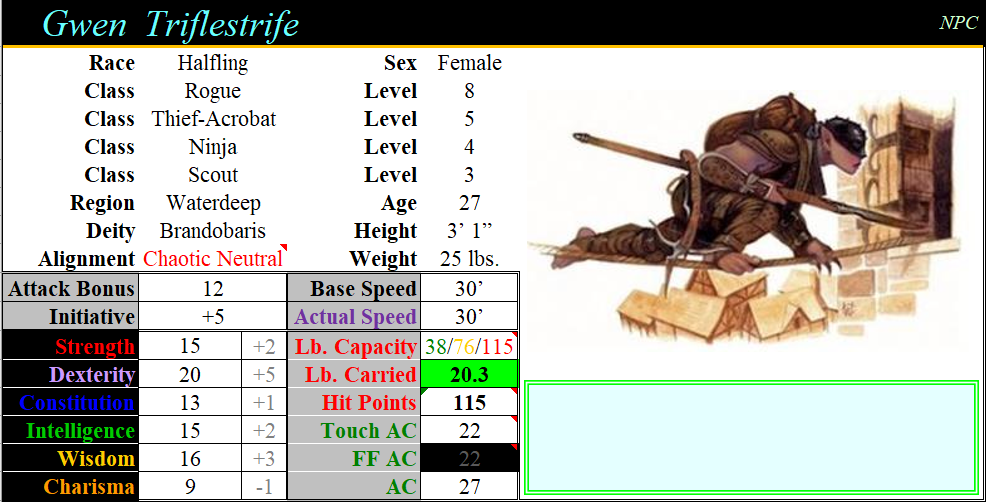 Gwen Triflestrife NPC
Race Halfling Sex Female
Class Rogue Level 8
Class Thief-Acrobat Level 5
Class Ninja Level 4
Class Scout Level 3
Region Waterdeep Age 27
Deity Brandobaris Height 3’ 1”
Alignment Chaotic Neutral Weight 25 lbs.
Attack Bonus 12 Base Speed 30’
Initiative +5 Actual Speed 30’
Strength 15 +2 Lb. Capacity 38/76/115
Dexterity 20 +5 Lb. Carried 20.3
Constitution 13 +1 Hit Points 115
Intelligence 15 +2 Touch AC 22
Wisdom 16 +3 FF AC 22
Charisma 9 -1 AC 27